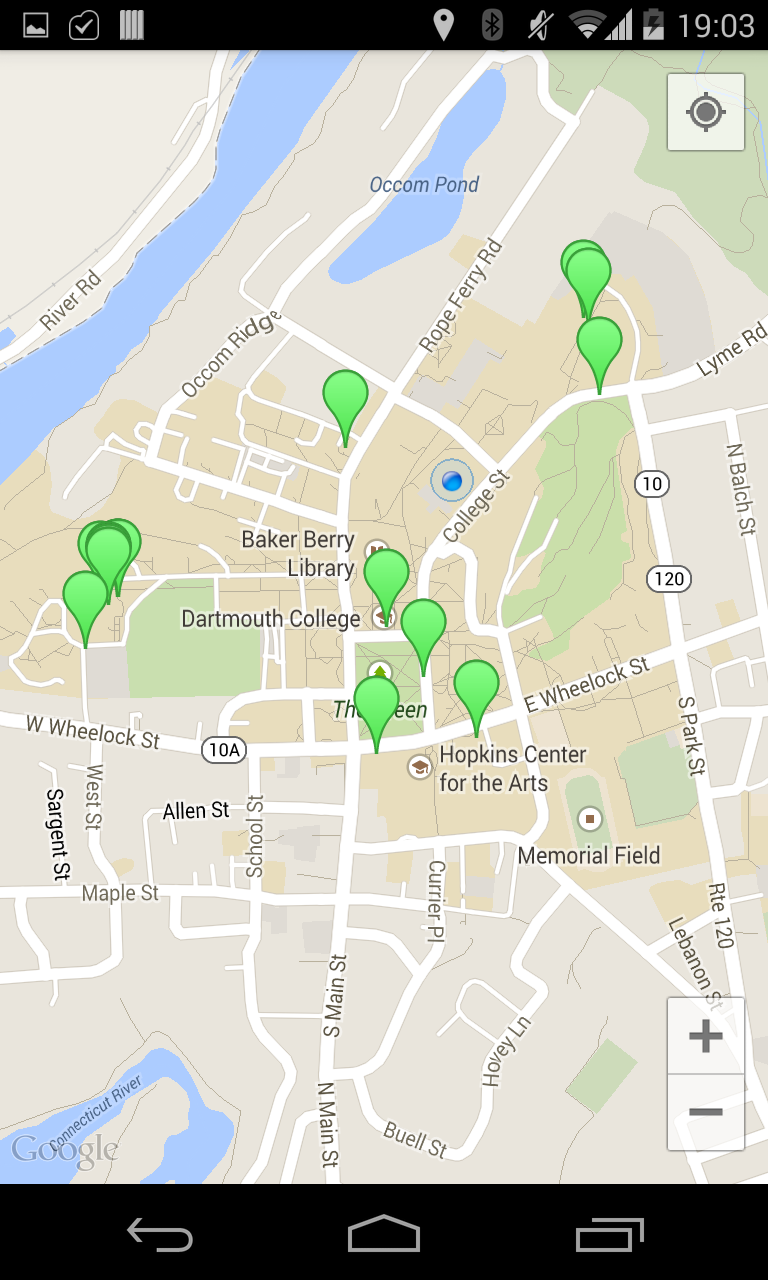 19:03
Occom Pond
River Rd
Rope Ferry Rd
Occom Ridge
Lyme Rd
N Balch St
10
College St
Baker Berry
Library
120
Dartmouth College
E Wheelock St
The Green
W Wheelock St
10A
S Park St
Hopkins Center
for the Arts
West St
Sargent St
Allen St
School St
Memorial Field
Maple St
Currier Pl
Rte 120
Lebanon St
S Main St
Hovey Ln
Connecticut River
N Main St
Buell St
Google